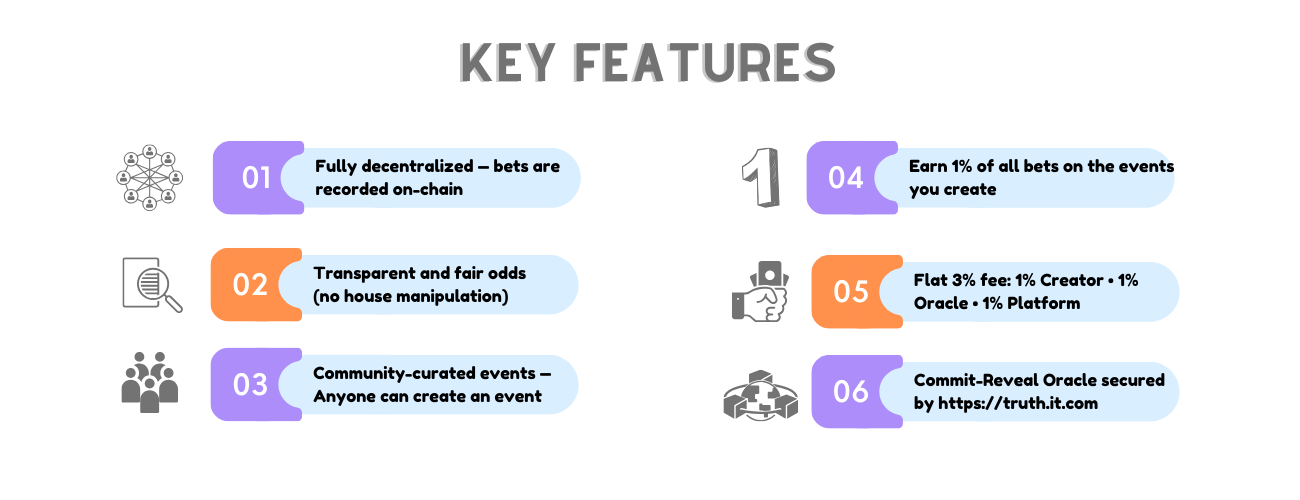 KEY FEATURES
01
Fully decentralized – bets are
recorded on-chain
02
Transparent and fair odds
(no house manipulation)
03
Community-curated events –
Anyone can create an event
1
04
Earn 1% of all bets on the events
you create
05
Flat 3% fee: 1% Creator • 1%
Oracle • 1% Platform
06
Commit-Reveal Oracle secured
by https://truth.it.com